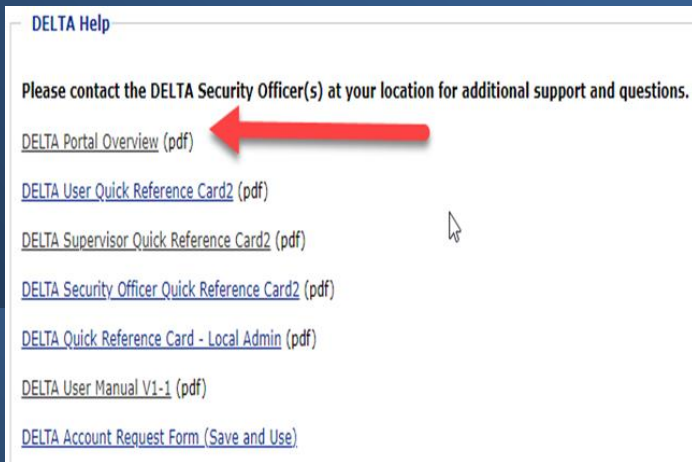 DELTA Help
Please contact the DELTA Security Officer(s) at your location for additional support and questions.
DELTA Portal Overview (pdf)
DELTA User Quick Reference Card2 (pdf)
DELTA Supervisor Quick Reference Card2 (pdf)
DELTA Security Officer Quick Reference Card2 (pdf)
DELTA Quick Reference Card - Local Admin (pdf)
DELTA User Manual V1-1 (pdf)
DELTA Account Request Form (Save and Use)